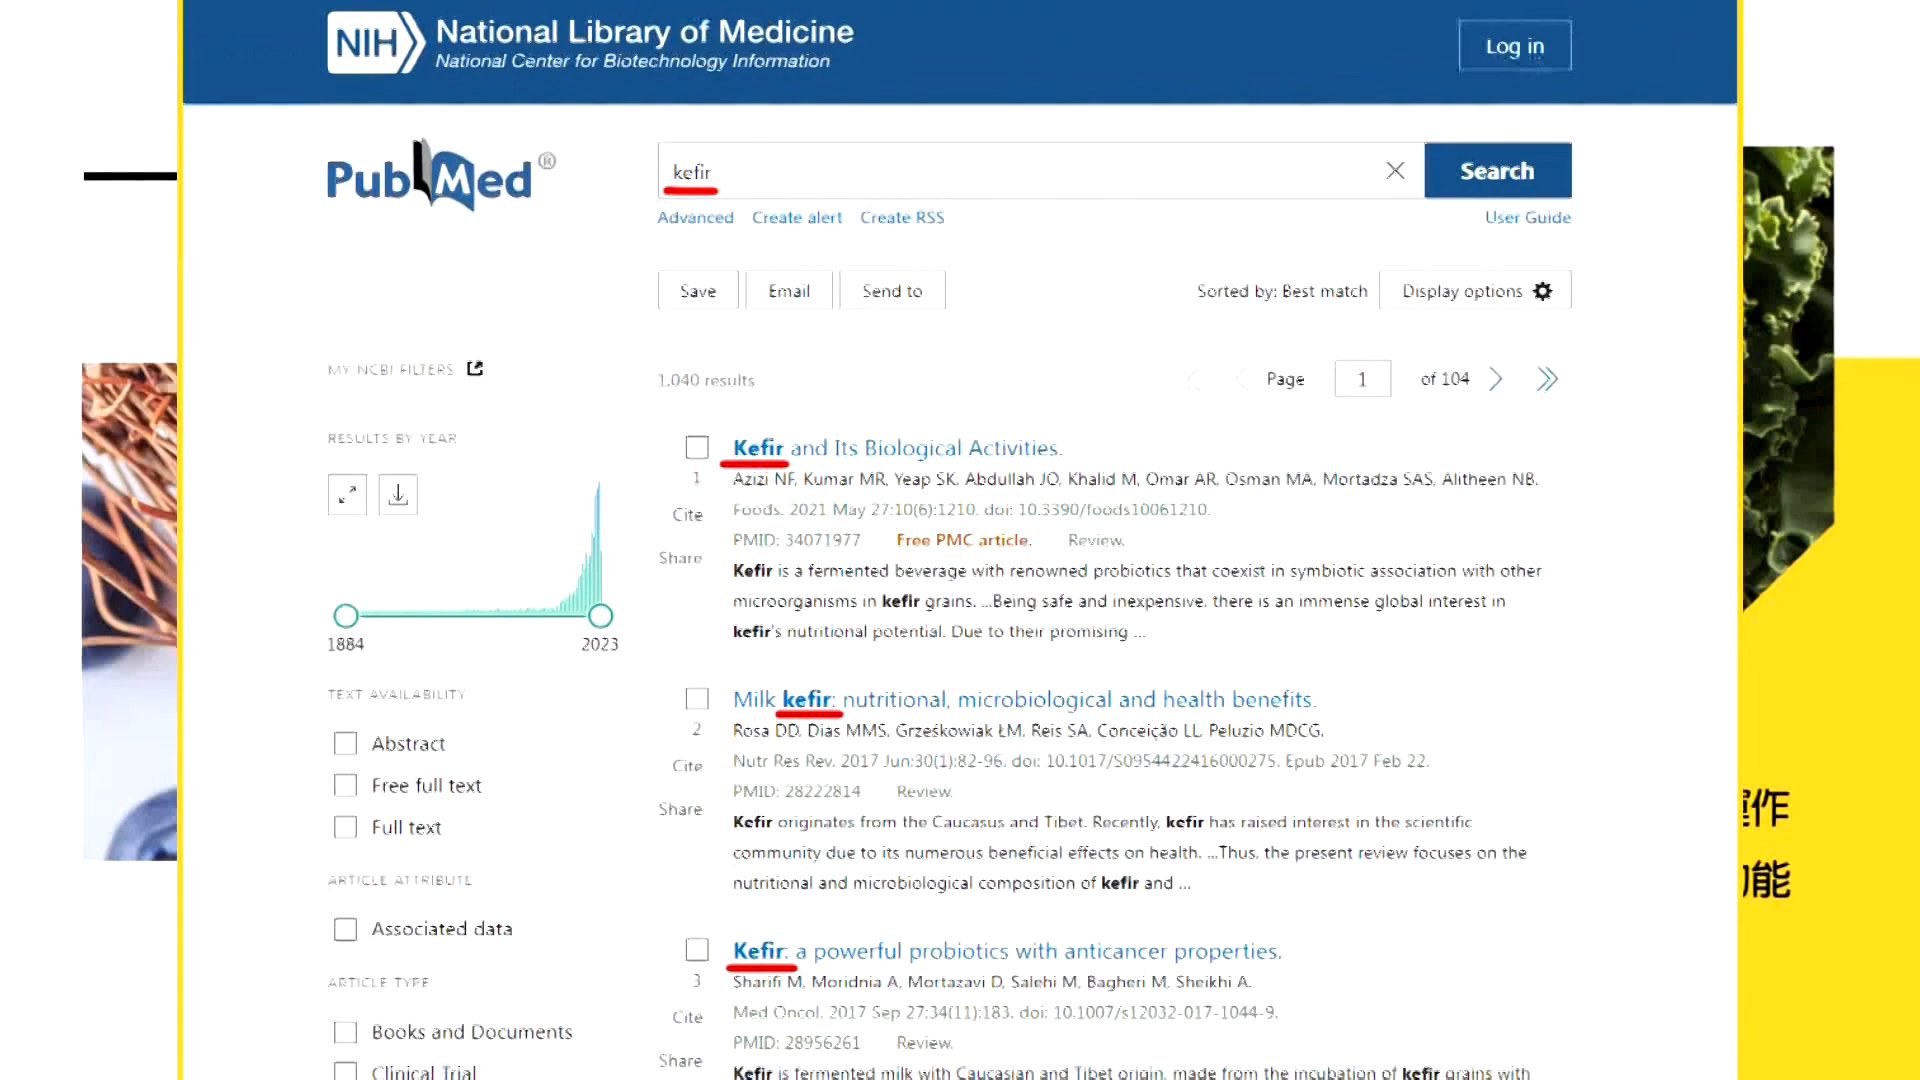 NIH National Library of Medicine
National Center for Biotechnology Information
Log in
PubMed®
kefir
Search
Advanced Create alert Create RSS
User Guide
Save Email Send to
Sorted by: Best match Display options
MY NCBI FILTERS
1,040 results
Page 1 of 104
RESULTS BY YEAR
1884 2023
TEXT AVAILABILITY
Abstract
Free full text
Full text
ARTICLE ATTRIBUTE
Associated data
ARTICLE TYPE
Books and Documents
Clinical Trial
Kefir and Its Biological Activities.
1
Cite
Share
Azizi NF, Kumar MR, Yeap SK, Abdullah JO, Khalid M, Omar AR, Osman MA, Mortadza SAS, Alitheen NB.
Foods. 2021 May 27;10(6):1210. doi: 10.3390/foods10061210.
PMID: 34071977 Free PMC article. Review.
Kefir is a fermented beverage with renowned probiotics that coexist in symbiotic association with other
microorganisms in kefir grains. ...Being safe and inexpensive, there is an immense global interest in
kefir's nutritional potential. Due to their promising ...
Milk kefir: nutritional, microbiological and health benefits.
2
Cite
Share
Rosa DD, Dias MMS, Grześkowiak ŁM, Reis SA, Conceição LL, Peluzio MDCG.
Nutr Res Rev. 2017 Jun;30(1):82-96. doi: 10.1017/S0954422416000275. Epub 2017 Feb 22.
PMID: 28222814 Review.
Kefir originates from the Caucasus and Tibet. Recently, kefir has raised interest in the scientific
community due to its numerous beneficial effects on health. ...Thus, the present review focuses on the
nutritional and microbiological composition of kefir and ...
Kefir: a powerful probiotics with anticancer properties.
3
Cite
Share
Sharifi M, Moridnia A, Mortazavi D, Salehi M, Bagheri M, Sheikhi A.
Med Oncol. 2017 Sep 27;34(11):183. doi: 10.1007/s12032-017-1044-9.
PMID: 28956261 Review.
Kefir is fermented milk with Caucasian and Tibet origin, made from the incubation of kefir grains with
作
能